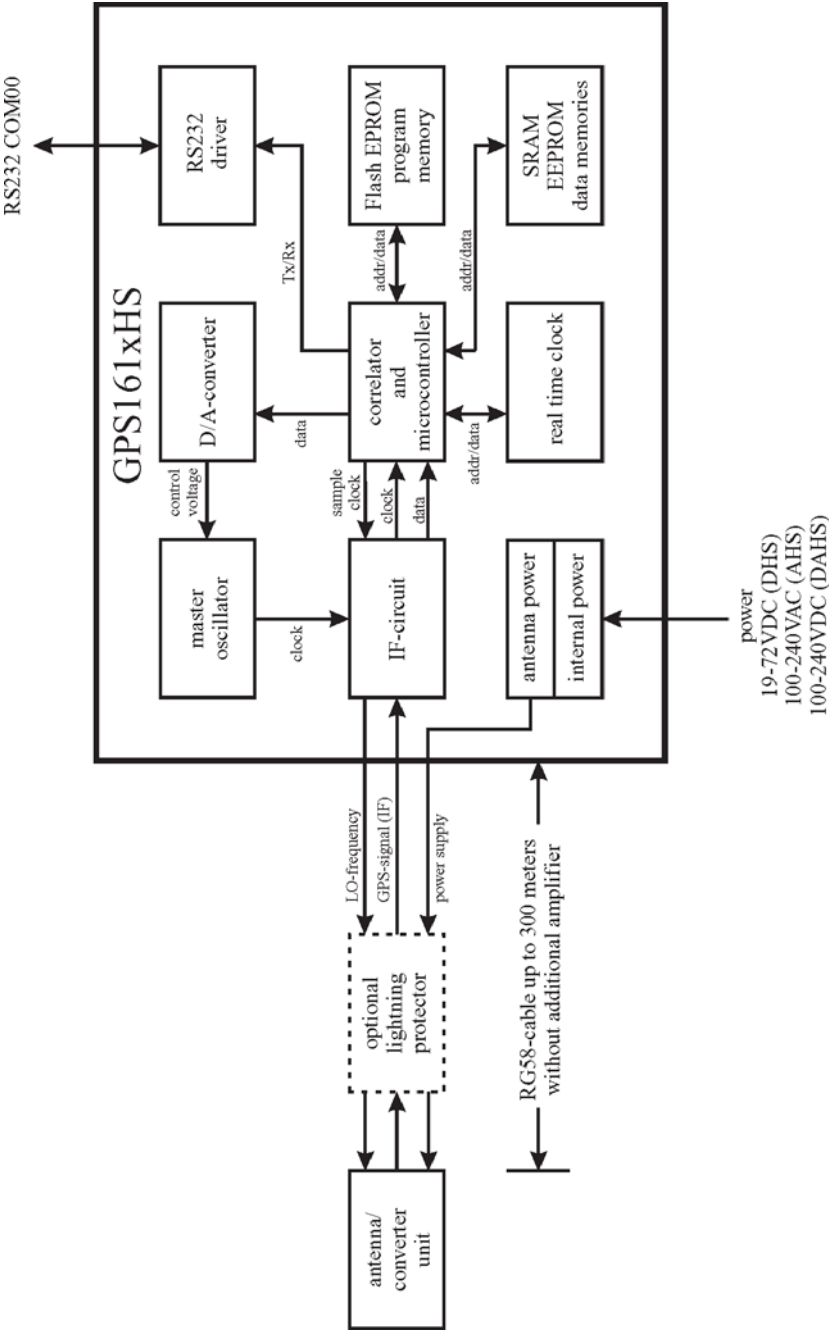 RS232 COM00
GPS161xHS
master
oscillator
control
voltage
D/A-converter
RS232
driver
clock
data
Tx/Rx
antenna/
converter
unit
optional
lightning
protector
LO-frequency
GPS-signal (IF)
power supply
IF-circuit
sample
clock
clock
data
correlator
and
microcontroller
addr/data
Flash EPROM
program
memory
addr/data
addr/data
RG58-cable up to 300 meters
without additional amplifier
antenna power
internal power
real time clock
SRAM
EEPROM
data memories
power
19-72VDC (DHS)
100-240VAC (AHS)
100-240VDC (DAHS)